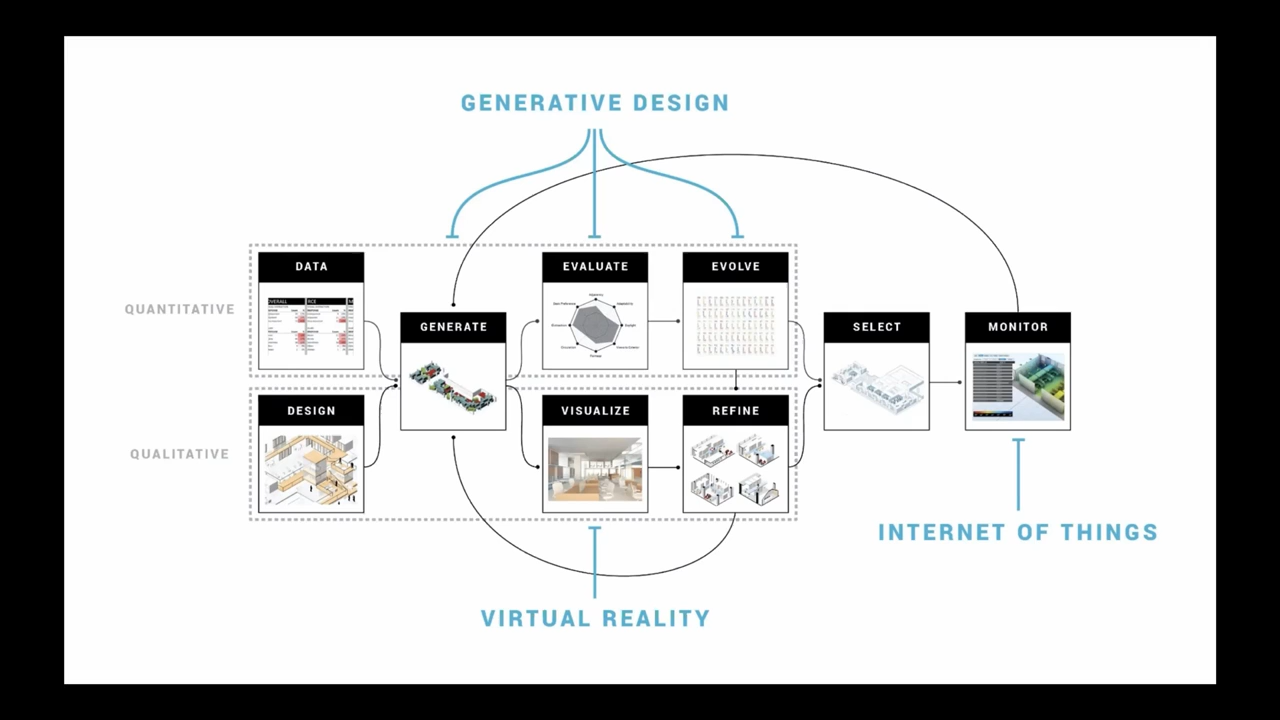 GENERATIVE DESIGN
DATA
EVALUATE
EVOLVE
QUANTITATIVE
GENERATE
SELECT
MONITOR
DESIGN
VISUALIZE
REFINE
QUALITATIVE
INTERNET OF THINGS
VIRTUAL REALITY